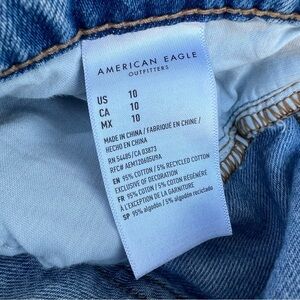 AMERICAN EAGLE
OUTFITTERS
US 10
CA 10
MX 10
MADE IN CHINA / FABRIQUÉ EN CHINE /
HECHO EN CHINA
RN 54485 / CA 03873
RFC# AEM120605U9A
EN 95% COTTON / 5% RECYCLED COTTON
EXCLUSIVE OF DECORATION
FR 95% COTON / 5% COTON RÉGÉNÉRÉ
À L'EXCEPTION DE LA GARNITURE
SP 95% algodón / 5% algodón reciclado